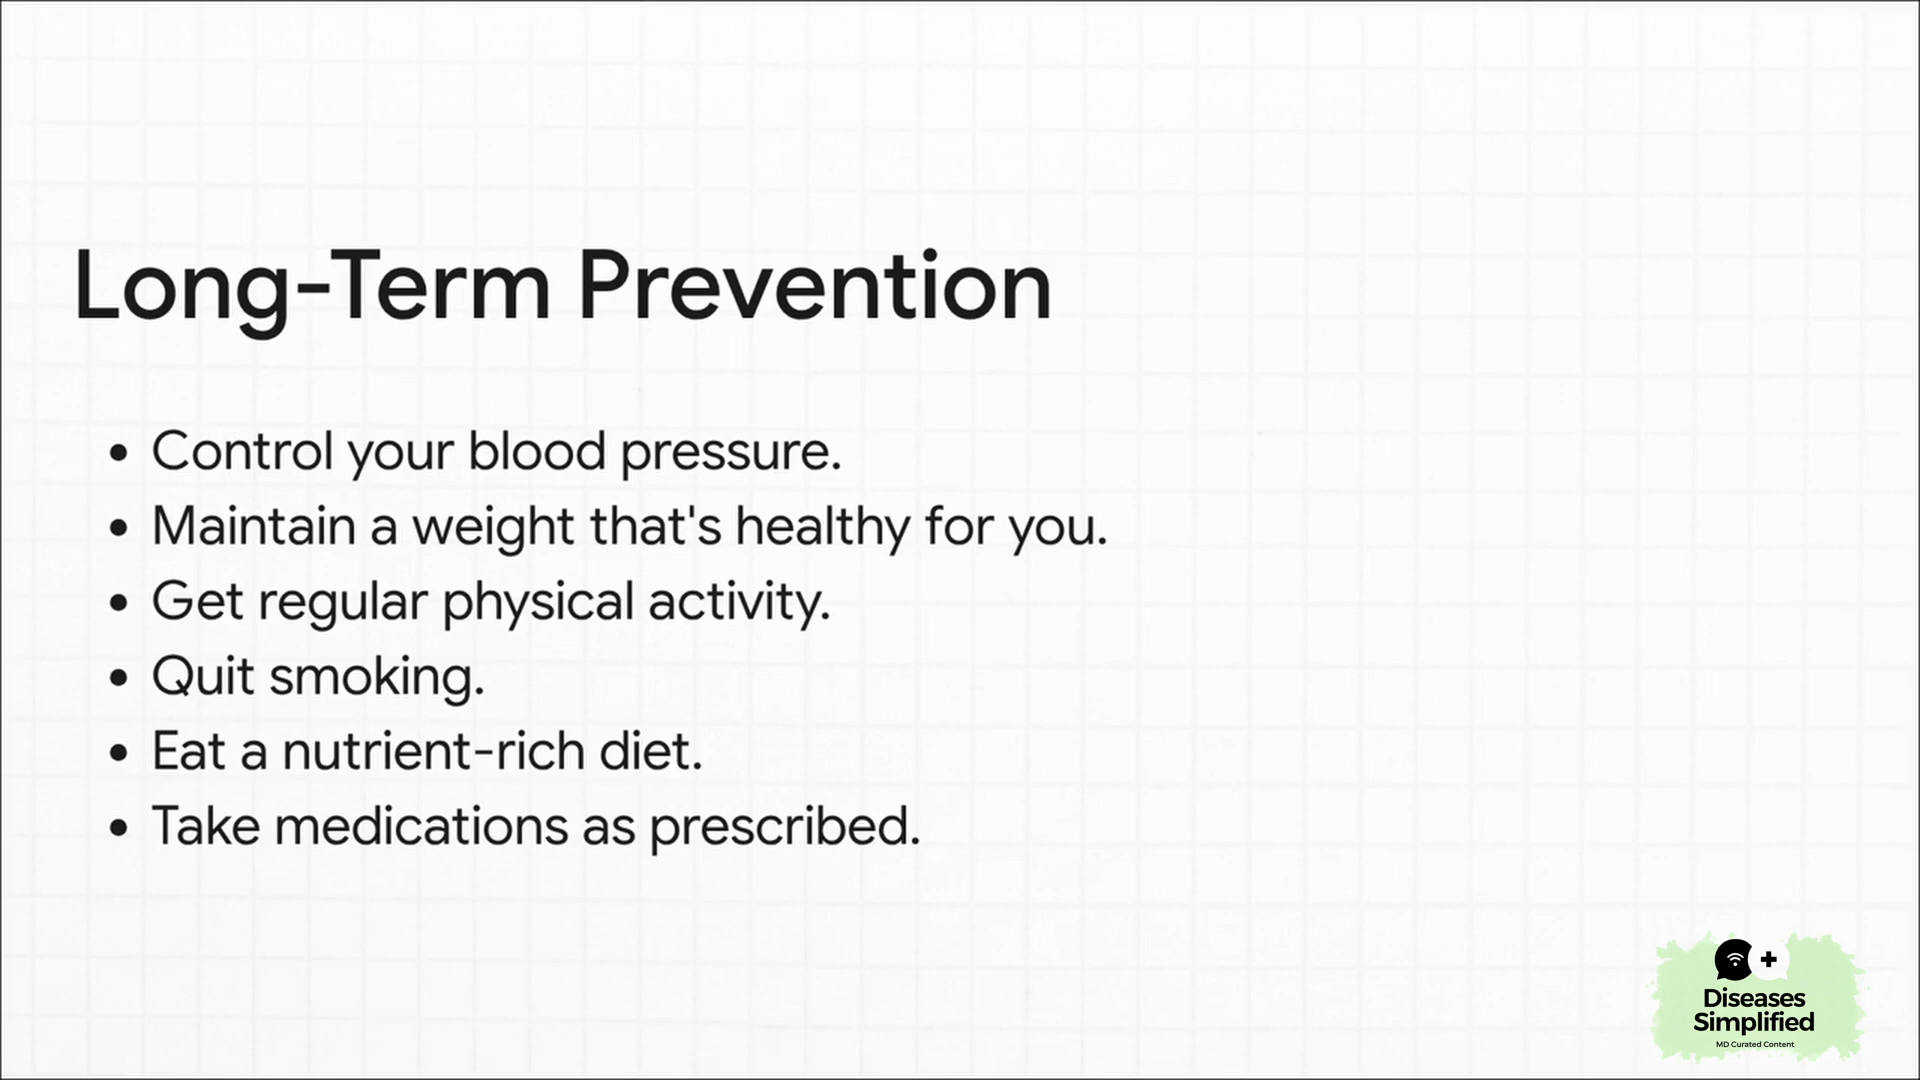 Long-Term Prevention
• Control your blood pressure.
• Maintain a weight that's healthy for you.
• Get regular physical activity.
• Quit smoking.
• Eat a nutrient-rich diet.
• Take medications as prescribed.
Diseases
Simplified
MD Curated Content